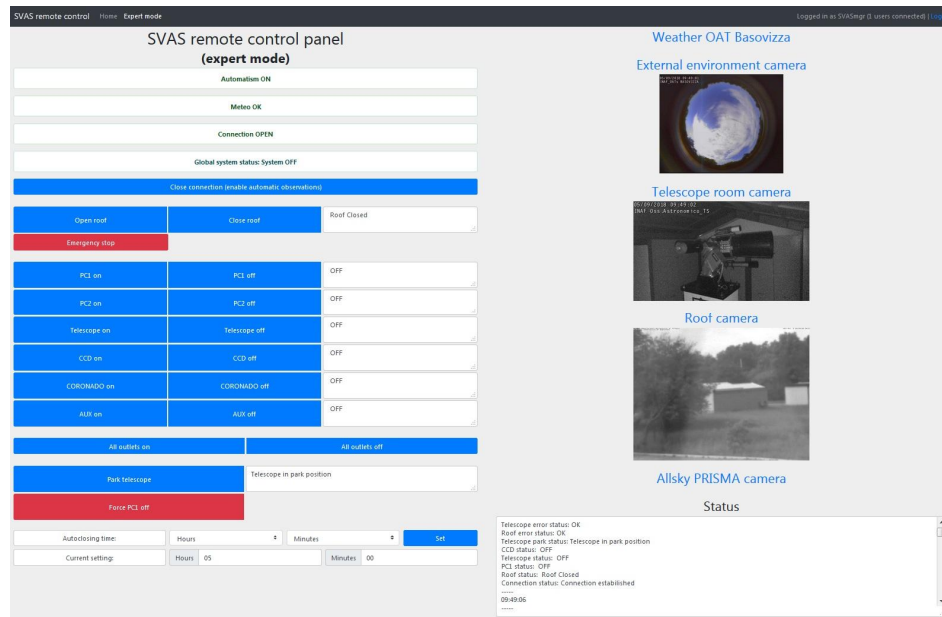 SVAS remote control Home Expert mode
Logged in as SVASmgr (1 users connected) | Log
SVAS remote control panel
(expert mode)
Automatism ON
Meteo OK
Connection OPEN
Global system status: System OFF
Close connection (enable automatic observations)
Open roof Close roof Roof Closed
Emergency stop
PC1 on PC1 off OFF
PC2 on PC2 off OFF
Telescope on Telescope off OFF
CCD on CCD off OFF
CORONADO on CORONADO off OFF
AUX on AUX off OFF
All outlets on All outlets off
Park telescope Telescope in park position
Force PC1 off
Autoclosing time: Hours Minutes Set
Current setting: Hours 05 Minutes 00
Weather OAT Basovizza
External environment camera
Telescope room camera
05/09/2018 09:49:02
INAF Oss.Astronomico_TS
Roof camera
Allsky PRISMA camera
Status
Telescope error status: OK
Roof error status: OK
Telescope park status: Telescope in park position
CCD status: OFF
Telescope status: OFF
PC1 status: OFF
Roof status: Roof Closed
Connection status: Connection estabilished
-----
09:49:06
-----